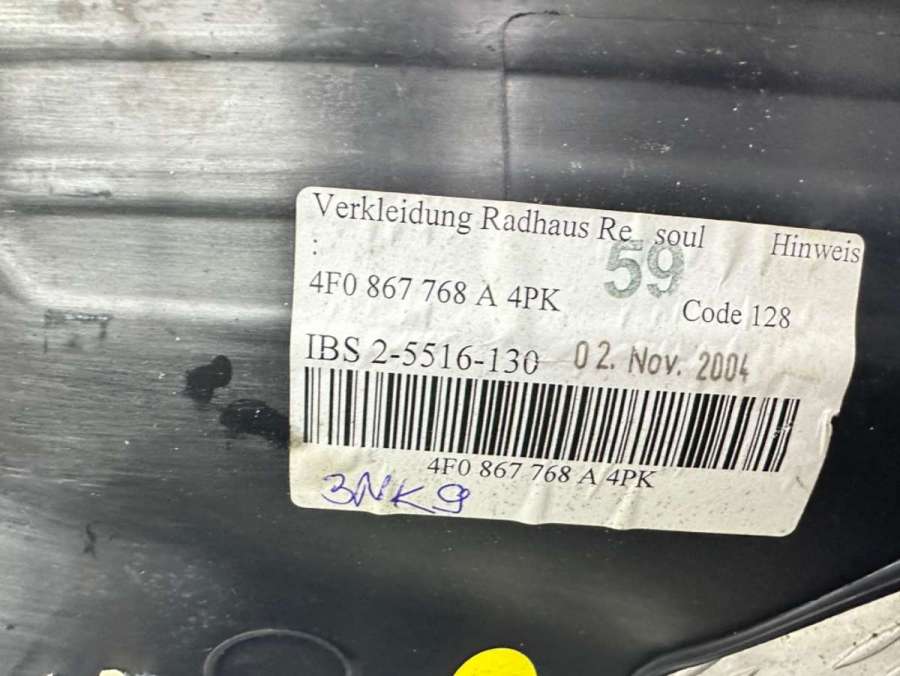 Verkleidung Radhaus Re soul Hinweis
:
59
4F0 867 768 A 4PK
Code 128
IBS 2-5516-130 02. Nov. 2004
4F0 867 768 A 4PK
3NK9